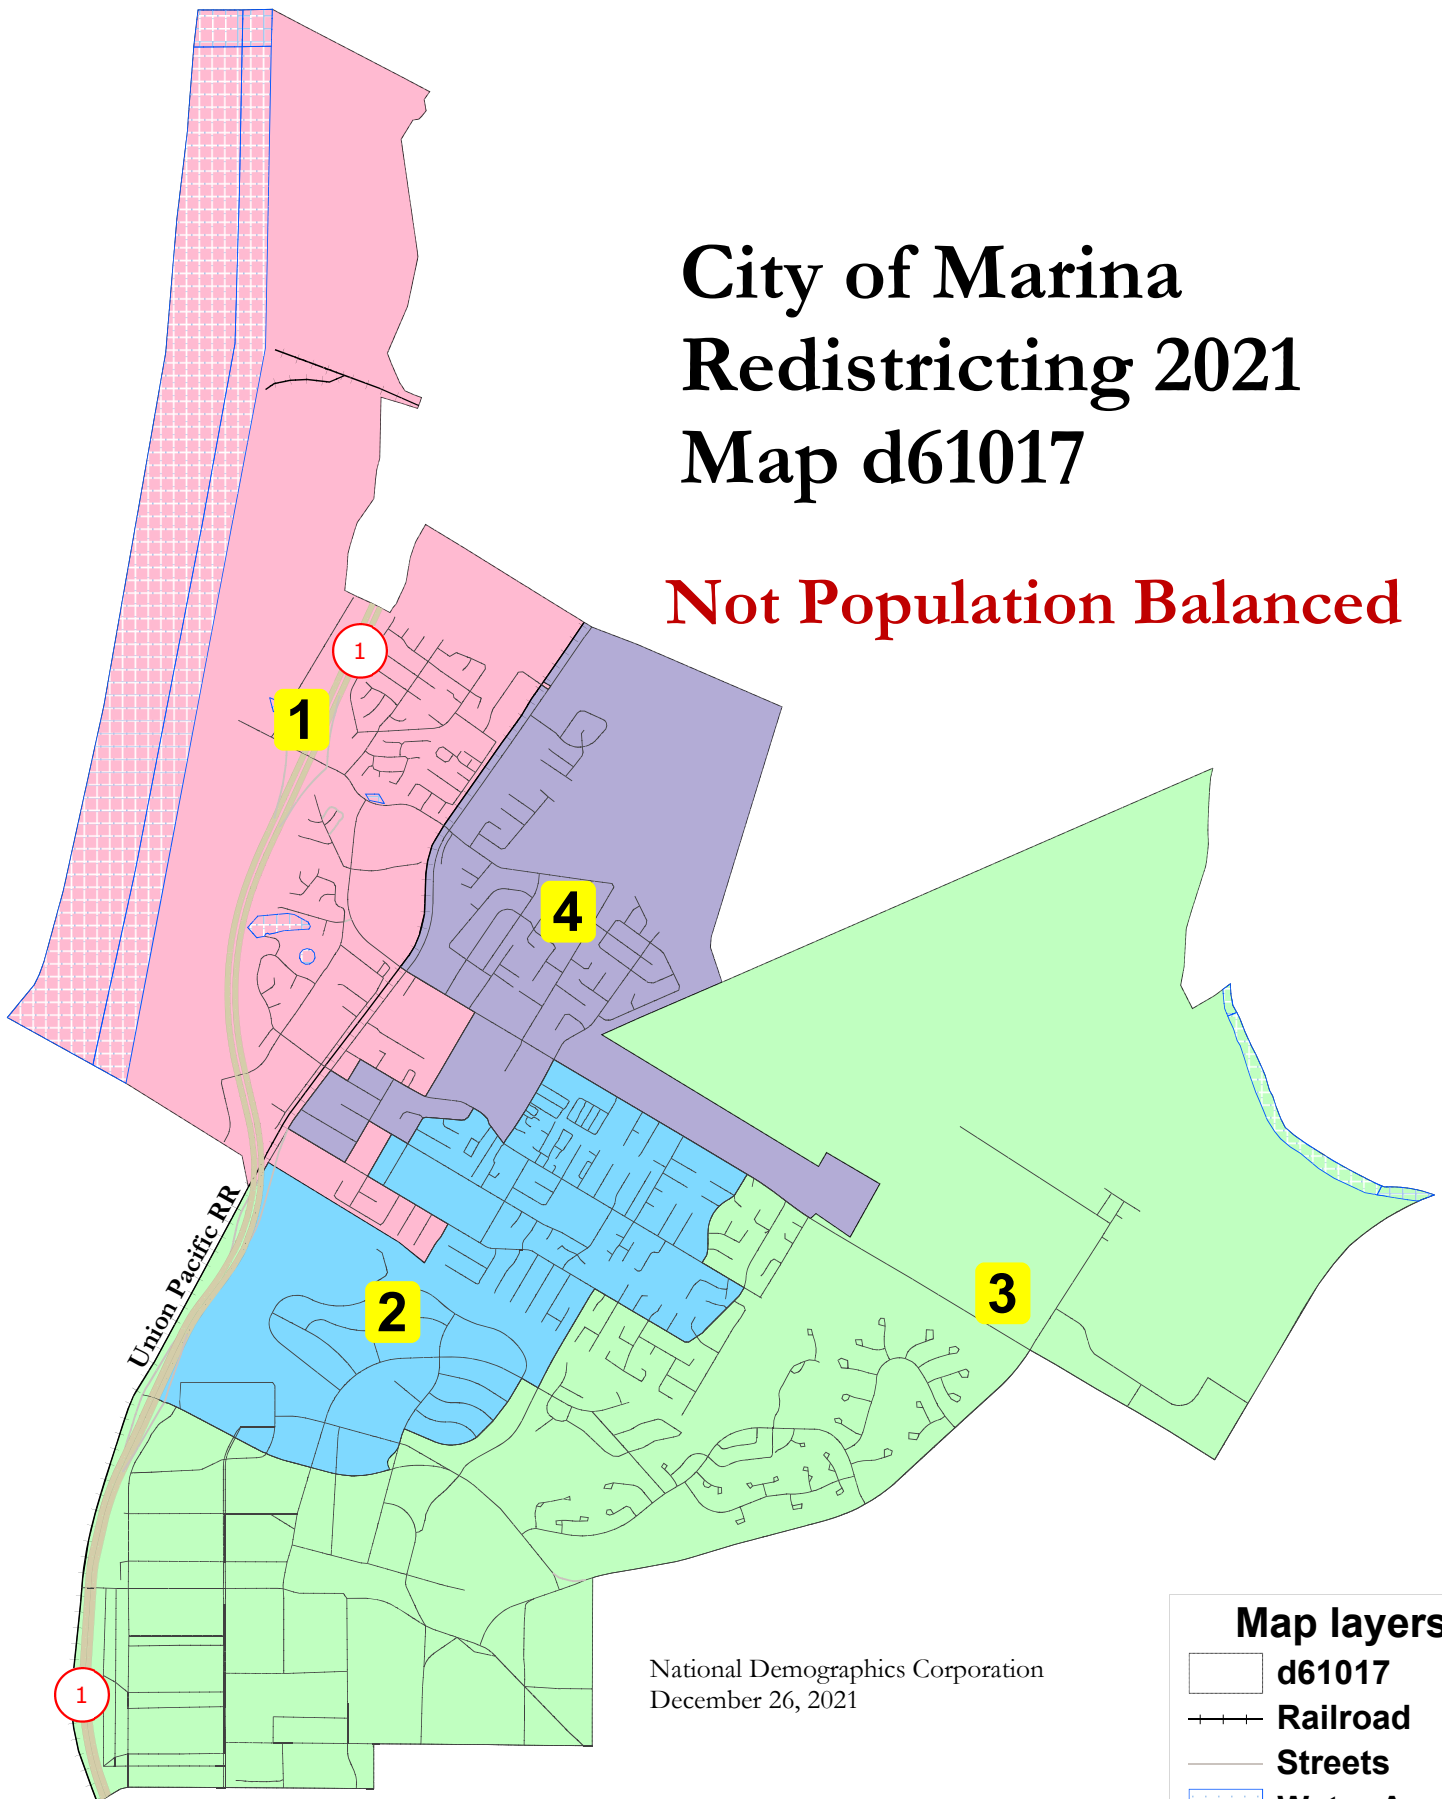 City of Marina
Redistricting 2021
Map d61017
Not Population Balanced
1
1
4
3
2
Union Pacific RR
National Demographics Corporation
December 26, 2021
1
Map layers
d61017
Railroad
Streets